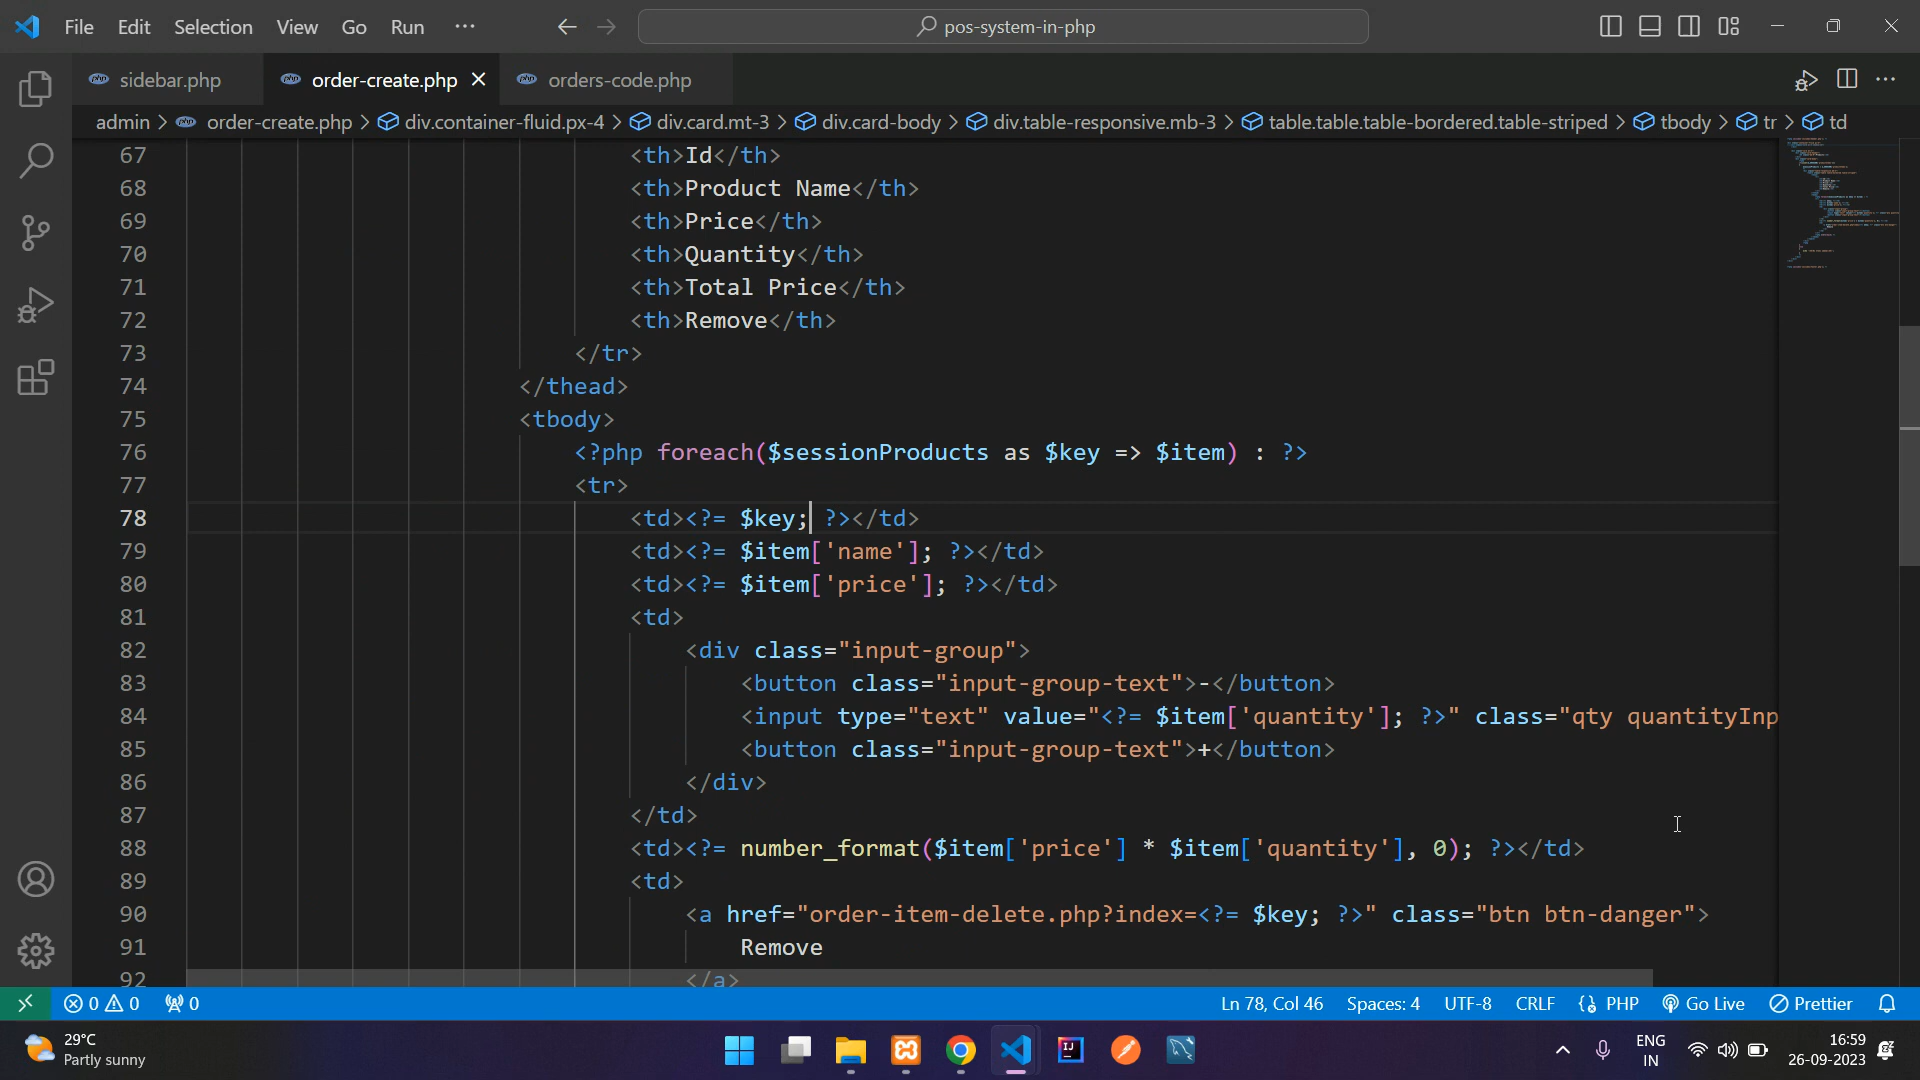 File Edit Selection View Go Run ··· pos-system-in-php
sidebar.php order-create.php orders-code.php
admin > order-create.php > div.container-fluid.px-4 > div.card.mt-3 > div.card-body > div.table-responsive.mb-3 > table.table.table-bordered.table-striped > tbody > tr > td
67 <th>Id</th>
68 <th>Product Name</th>
69 <th>Price</th>
70 <th>Quantity</th>
71 <th>Total Price</th>
72 <th>Remove</th>
73 </tr>
74 </thead>
75 <tbody>
76 <?php foreach($sessionProducts as $key => $item) : ?>
77 <tr>
78 <td><?= $key; ?></td>
79 <td><?= $item['name']; ?></td>
80 <td><?= $item['price']; ?></td>
81 <td>
82 <div class="input-group">
83 <button class="input-group-text">-</button>
84 <input type="text" value="<?= $item['quantity']; ?>" class="qty quantityInp
85 <button class="input-group-text">+</button>
86 </div>
87 </td>
88 <td><?= number_format($item['price'] * $item['quantity'], 0); ?></td>
89 <td>
90 <a href="order-item-delete.php?index=<?= $key; ?>" class="btn btn-danger">
91 Remove
92 </a>
0 0 0 Ln 78, Col 46 Spaces: 4 UTF-8 CRLF PHP Go Live Prettier
29°C
Partly sunny
ENG
IN
16:59
26-09-2023